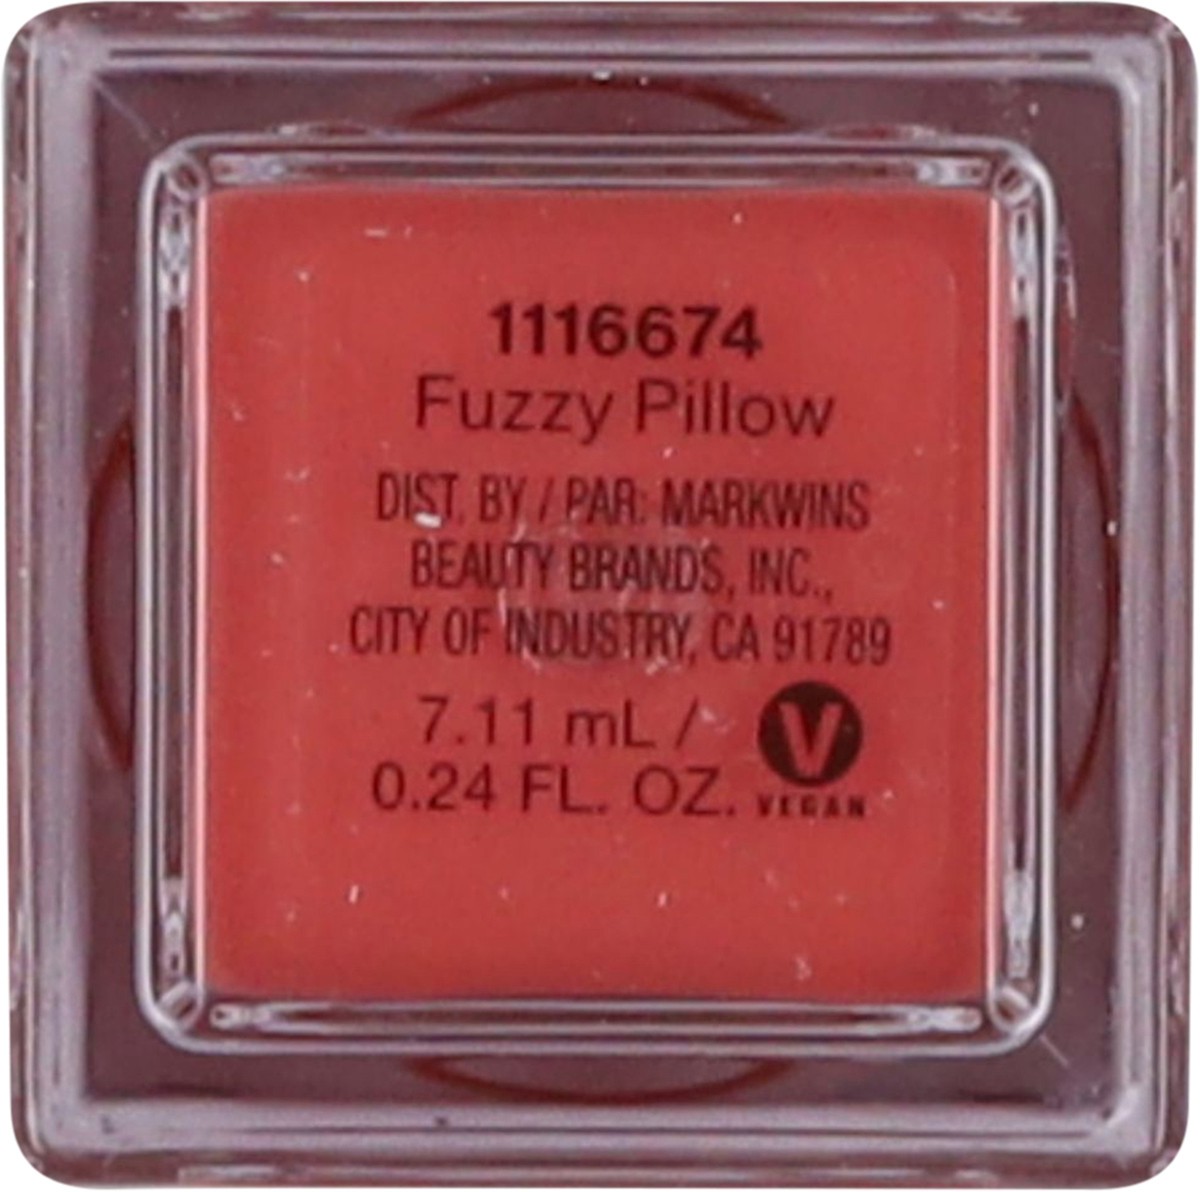 1116674
Fuzzy Pillow
DIST. BY / PAR: MARKWINS
BEAUTY BRANDS, INC.,
CITY OF INDUSTRY, CA 91789
7.11 mL /
0.24 FL. OZ.
V
VEGAN